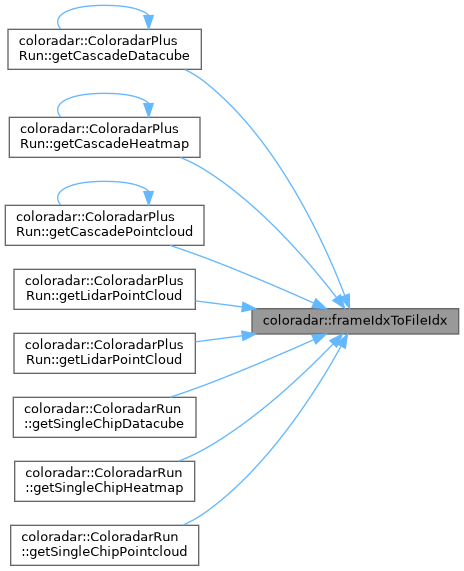 coloradar::ColoradarPlus
Run::getCascadeDatacube
coloradar::ColoradarPlus
Run::getCascadeHeatmap
coloradar::ColoradarPlus
Run::getCascadePointcloud
coloradar::ColoradarPlus
Run::getLidarPointCloud
coloradar::frameIdxToFileIdx
coloradar::ColoradarPlus
Run::getLidarPointCloud
coloradar::ColoradarRun
::getSingleChipDatacube
coloradar::ColoradarRun
::getSingleChipHeatmap
coloradar::ColoradarRun
::getSingleChipPointcloud